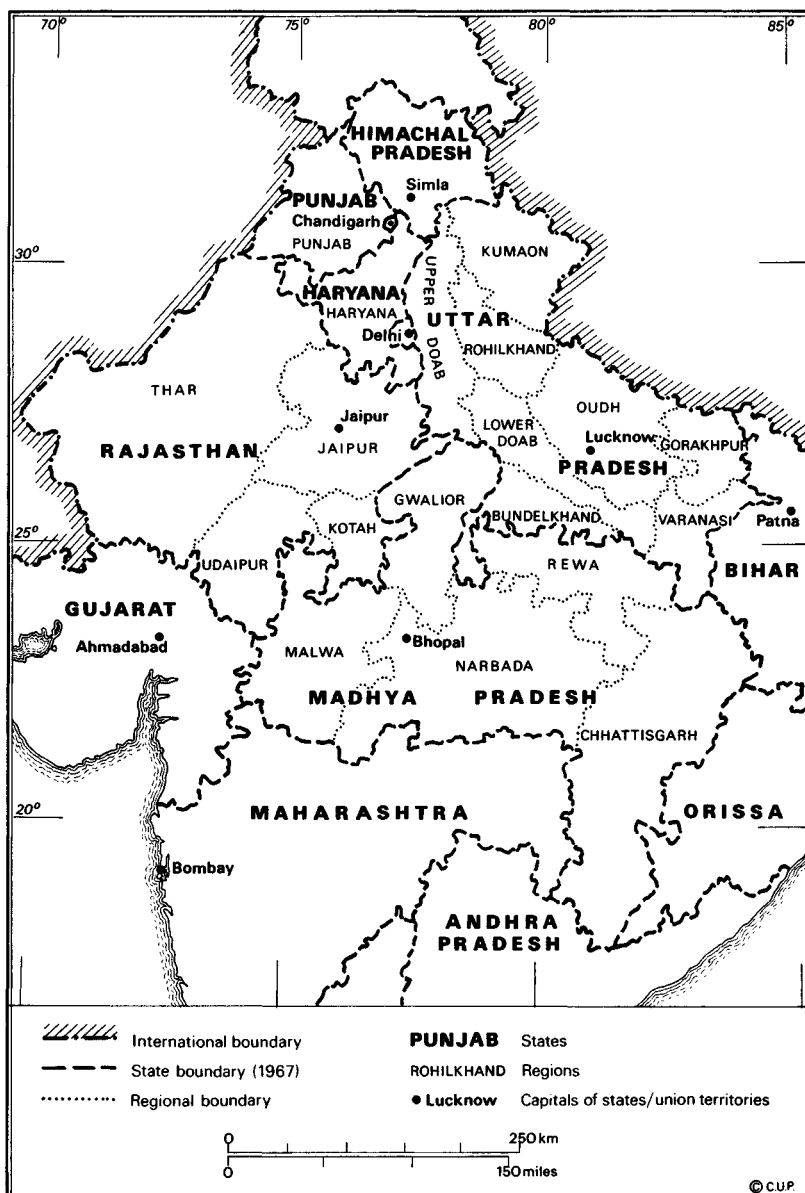 70° 75° 80° 85°
HIMACHAL
PRADESH
Simla
PUNJAB
Chandigarh
PUNJAB
KUMAON
30°
HARYANA
HARYANA
UPPER
DOAB
UTTAR
Delhi
ROHILKHAND
THAR
OUDH
Jaipur
LOWER
DOAB
Lucknow
GORAKHPUR
RAJASTHAN
JAIPUR
PRADESH
GWALIOR
KOTAH
BUNDELKHAND
VARANASI
Patna
25°
UDAIPUR
REWA
BIHAR
GUJARAT
Ahmadabad
Bhopal
MALWA
NARBADA
MADHYA PRADESH
CHHATTISGARH
20°
MAHARASHTRA
ORISSA
Bombay
ANDHRA
PRADESH
International boundary
PUNJAB States
State boundary (1967)
ROHILKHAND Regions
Regional boundary
Lucknow Capitals of states/union territories
0 250 km
0 150 miles
© C.U.P.